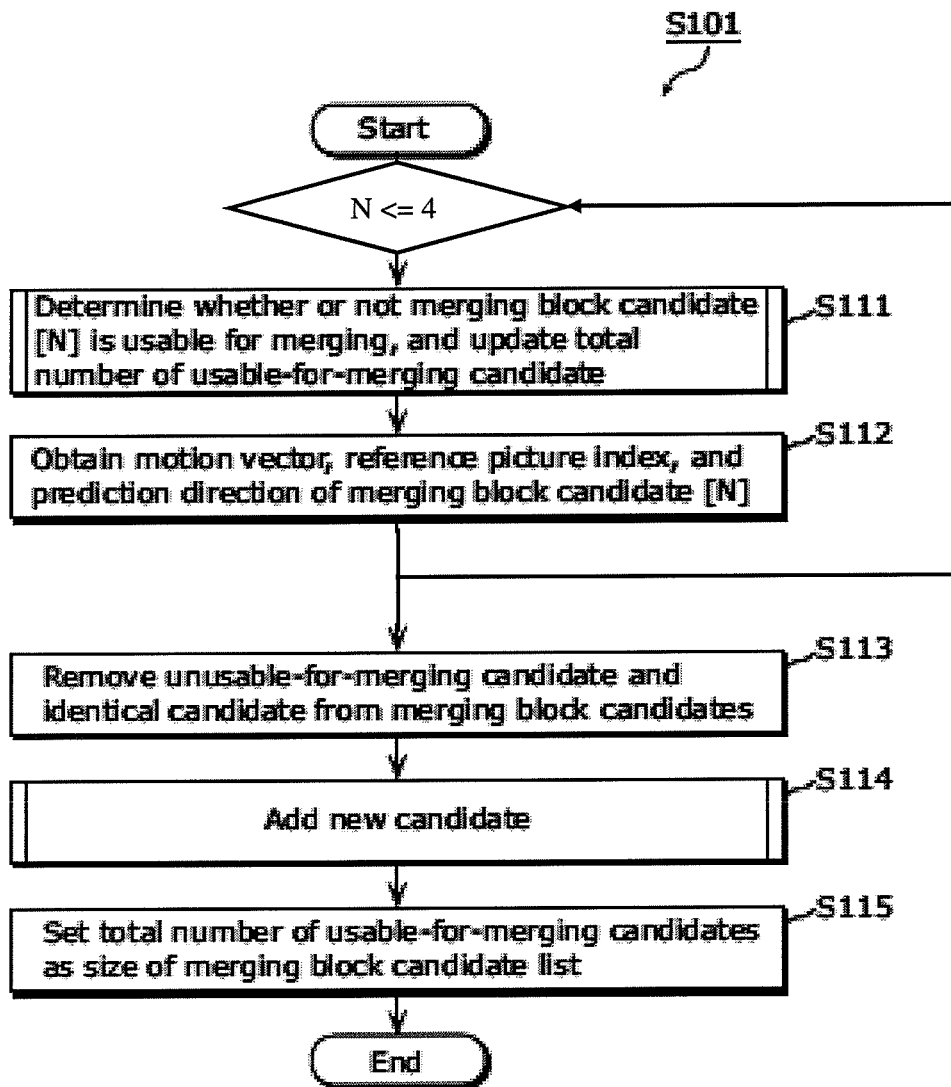 S101
Start
N <= 4
Determine whether or not merging block candidate
[N] is usable for merging, and update total
number of usable-for-merging candidate
S111
Obtain motion vector, reference picture index, and
prediction direction of merging block candidate [N]
S112
Remove unusable-for-merging candidate and
identical candidate from merging block candidates
S113
Add new candidate
S114
Set total number of usable-for-merging candidates
as size of merging block candidate list
S115
End